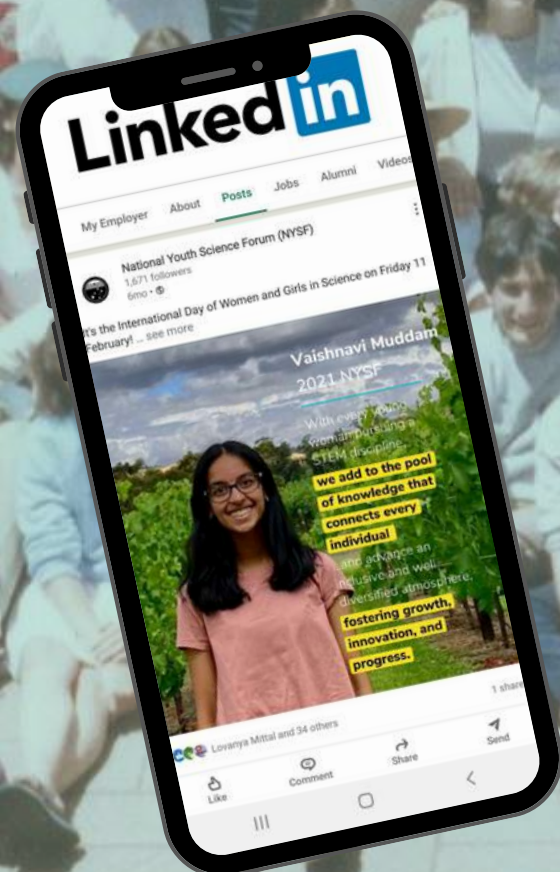 Linked in
My Employer About Posts Jobs Alumni Videos
National Youth Science Forum (NYSF)
1,671 followers
6mo •
It's the International Day of Women and Girls in Science on Friday 11
February! ... see more
Vaishnavi Muddam
2021 NYSF
With every young
woman pursuing a
STEM discipline,
we add to the pool
of knowledge that
connects every
individual
and advance an
inclusive and well
diversified atmosphere,
fostering growth,
innovation, and
progress.
Lovanya Mittal and 34 others
1 share
Like Comment Share Send